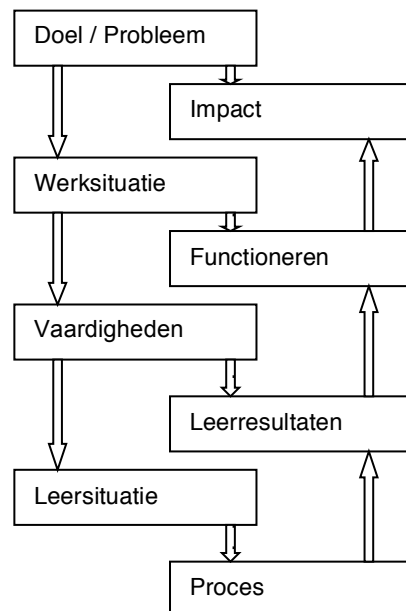 Doel / Probleem
Impact
Werksituatie
Functioneren
Vaardigheden
Leerresultaten
Leersituatie
Proces